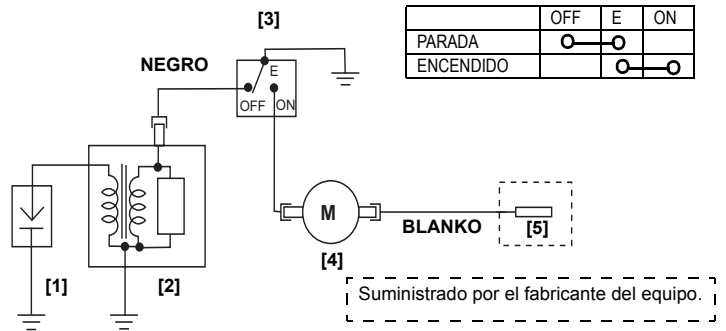 [3]
OFF E ON
PARADA
ENCENDIDO
NEGRO
E
OFF ON
M
BLANKO
[5]
[4]
[1]
[2]
Suministrado por el fabricante del equipo.